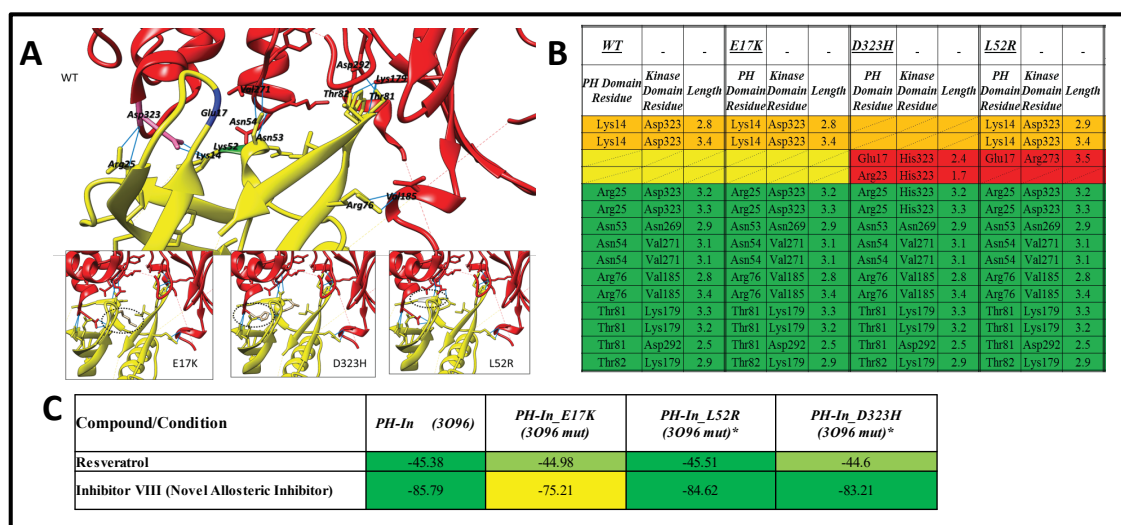 A
WT
Asp292
Lys179
Thr82
Thr81
Val271
Asp323
Glu17
Asn54
Asn53
Lys52
Lys14
Arg25
Arg76
Val185
E17K
D323H
L52R
B
WT - - E17K - - D323H - - L52R - -
PH Domain Residue Kinase Domain Residue Length PH Domain Residue Kinase Domain Residue Length PH Domain Residue Kinase Domain Residue Length PH Domain Residue Kinase Domain Residue Length
Lys14 Asp323 2.8 Lys14 Asp323 2.8 Lys14 Asp323 2.9
Lys14 Asp323 3.4 Lys14 Asp323 3.4 Lys14 Asp323 3.4
Glu17 His323 2.4 Glu17 Arg273 3.5
Arg23 His323 1.7
Arg25 Asp323 3.2 Arg25 Asp323 3.2 Arg25 His323 3.2 Arg25 Asp323 3.2
Arg25 Asp323 3.3 Arg25 Asp323 3.3 Arg25 His323 3.3 Arg25 Asp323 3.3
Asn53 Asn269 2.9 Asn53 Asn269 2.9 Asn53 Asn269 2.9 Asn53 Asn269 2.9
Asn54 Val271 3.1 Asn54 Val271 3.1 Asn54 Val271 3.1 Asn54 Val271 3.1
Asn54 Val271 3.1 Asn54 Val271 3.1 Asn54 Val271 3.1 Asn54 Val271 3.1
Arg76 Val185 2.8 Arg76 Val185 2.8 Arg76 Val185 2.8 Arg76 Val185 2.8
Arg76 Val185 3.4 Arg76 Val185 3.4 Arg76 Val185 3.4 Arg76 Val185 3.4
Thr81 Lys179 3.3 Thr81 Lys179 3.3 Thr81 Lys179 3.3 Thr81 Lys179 3.3
Thr81 Lys179 3.2 Thr81 Lys179 3.2 Thr81 Lys179 3.2 Thr81 Lys179 3.2
Thr81 Asp292 2.5 Thr81 Asp292 2.5 Thr81 Asp292 2.5 Thr81 Asp292 2.5
Thr82 Lys179 2.9 Thr82 Lys179 2.9 Thr82 Lys179 2.9 Thr82 Lys179 2.9
C
Compound/Condition PH-In (3O96) PH-In_E17K (3O96 mut) PH-In_L52R (3O96 mut)* PH-In_D323H (3O96 mut)*
Resveratrol -45.38 -44.98 -45.51 -44.6
Inhibitor VIII (Novel Allosteric Inhibitor) -85.79 -75.21 -84.62 -83.21